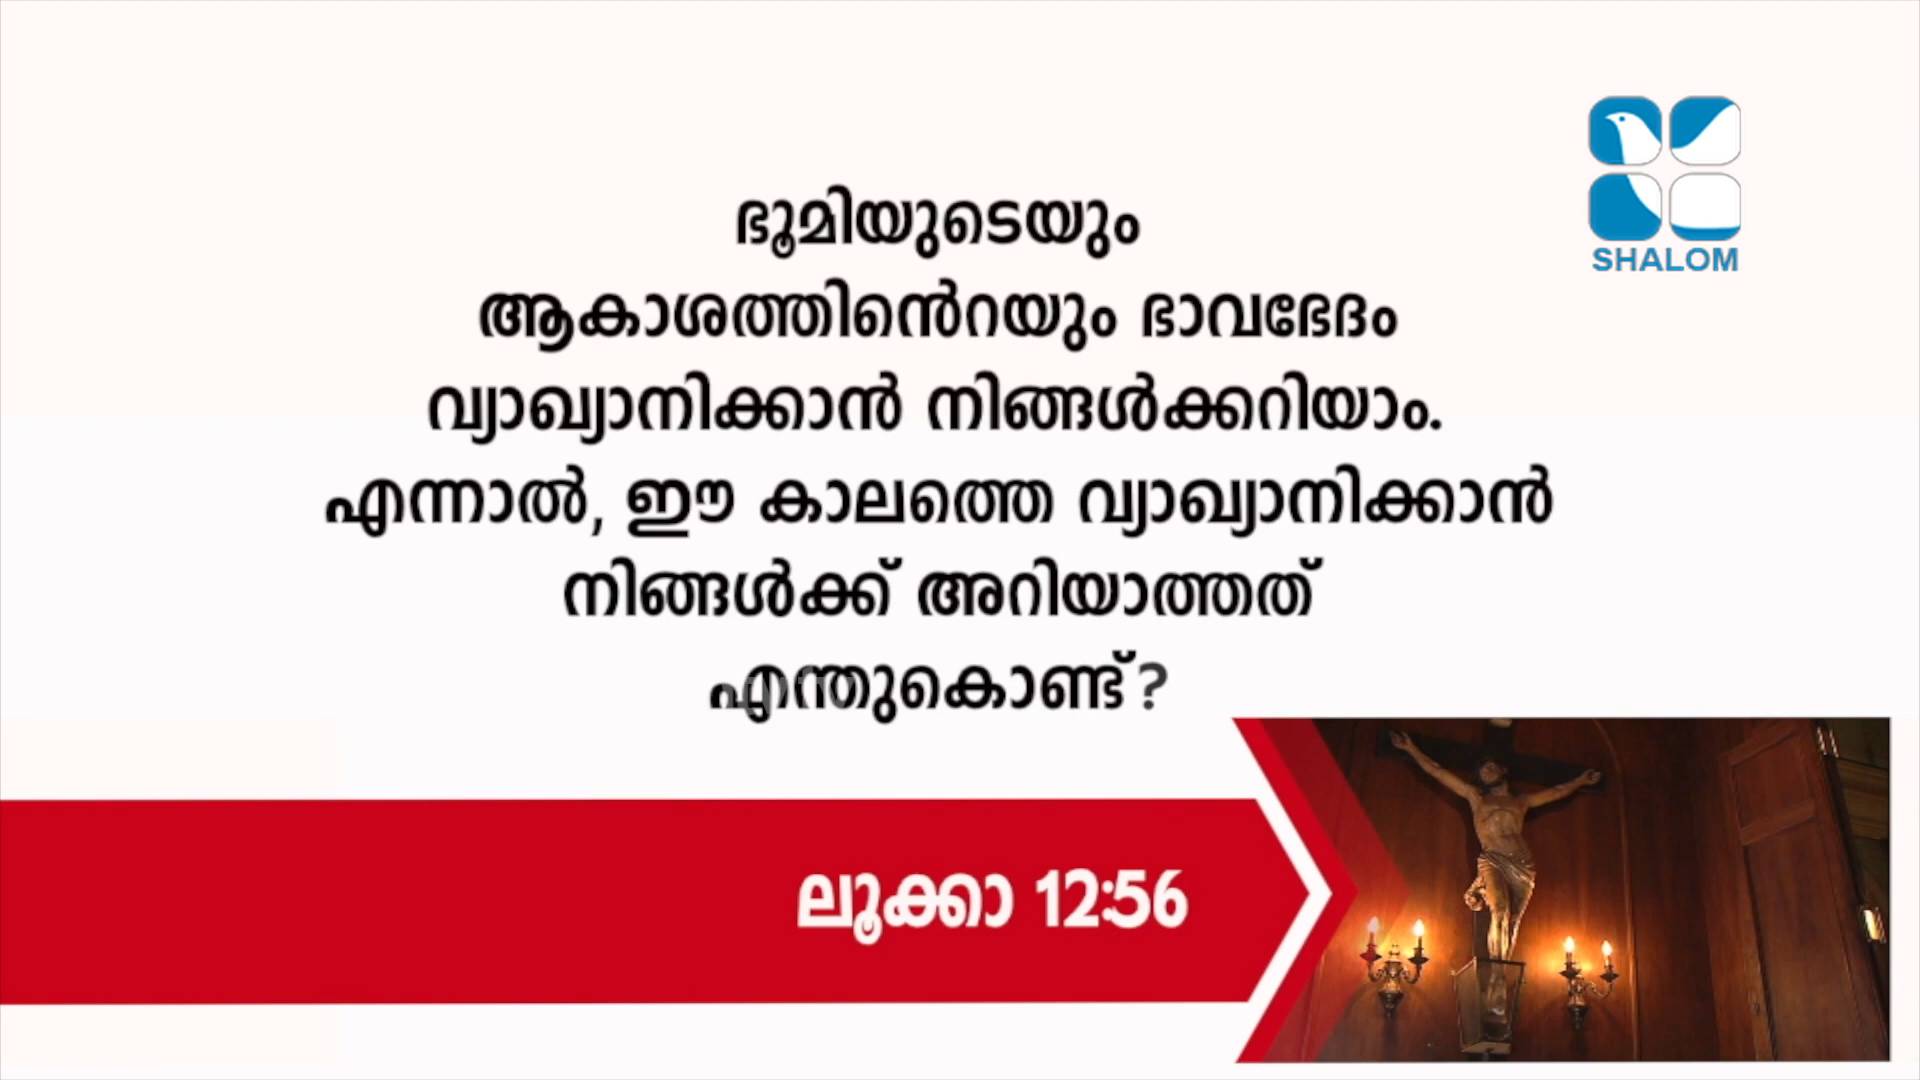 SHALOM
ഭൂമിയുടെയും
ആകാശത്തിൻെറയും ഭാവഭേദം
വ്യാഖ്യാനിക്കാൻ നിങ്ങൾക്കറിയാം.
എന്നാൽ, ഈ കാലത്തെ വ്യാഖ്യാനിക്കാൻ
നിങ്ങൾക്ക് അറിയാത്തത്
എന്തുകൊണ്ട്?
ലൂക്കാ 12:56